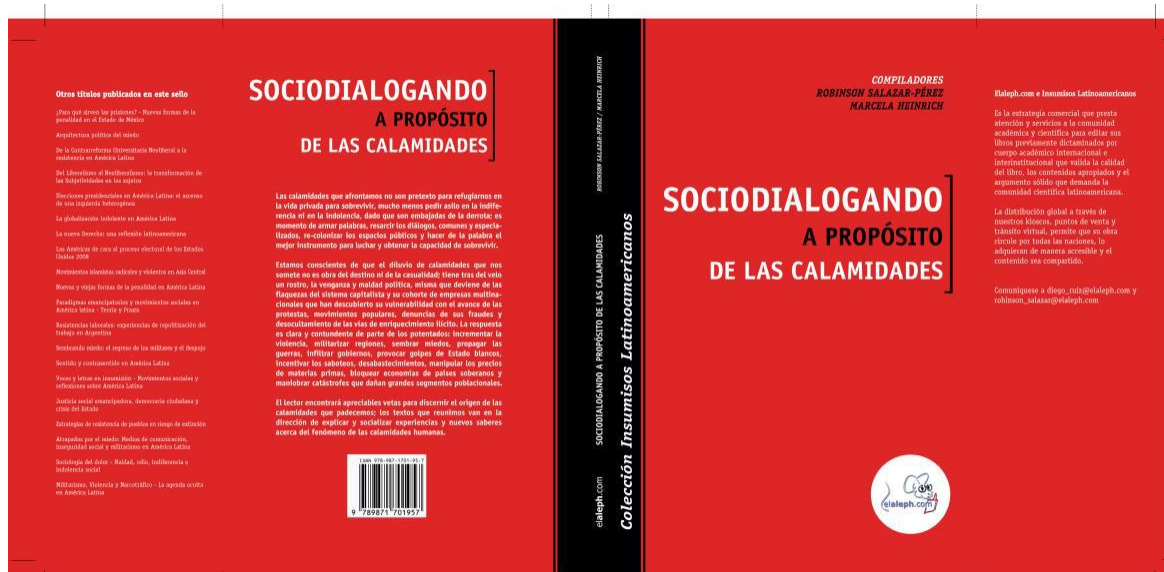 Otros títulos publicados en este sello
¿Para qué sirven las prisiones? - Nuevas formas de la
penalidad en el Estado de México
Arquitectura política del miedo
De la Contrarreforma Universitaria Neoliberal a la
resistencia en América Latina
Del Liberalismo al Neoliberalismo: la transformación de
las Subjetividades en los sujetos
Elecciones presidenciales en América Latina: el ascenso
de una izquierda heterogénea
La globalización indolente en América Latina
La nueva Derecha: una reflexión latinoamericana
Las Américas de cara al proceso electoral de los Estados
Unidos 2008
Movimientos islamistas radicales y violentos en Asia Central
Nuevas y viejas formas de la penalidad en América Latina
Paradigmas emancipatorios y movimientos sociales en
América latina - Teoría y Praxis
Resistencias laborales: experiencias de repolitización del
trabajo en Argentina
Sembrando miedo: el regreso de los militares y el despojo
Sentido y contrasentido en América Latina
Voces y letras en insumisión - Movimientos sociales y
reflexiones sobre América Latina
Justicia social emancipadora, democracia ciudadana y
crisis del Estado
Estrategias de resistencia de pueblos en riesgo de extinción
Atrapados por el miedo: Medios de comunicación,
inseguridad social y militarismo en América Latina
Sociología del dolor - Maldad, odio, indiferencia e
indolencia social
Militarismo, Violencia y Narcotráfico - La agenda oculta
en América Latina
SOCIODIALOGANDO
A PROPÓSITO
DE LAS CALAMIDADES
Las calamidades que afrontamos no son pretexto para refugiarnos en
la vida privada para sobrevivir, mucho menos pedir asilo en la indife-
rencia ni en la indolencia, dado que son embajadas de la derrota; es
momento de armar palabras, resarcir los diálogos, comunes y especia-
lizados, re-colonizar los espacios públicos y hacer de la palabra el
mejor instrumento para luchar y obtener la capacidad de sobrevivir.
Estamos conscientes de que el diluvio de calamidades que nos
somete no es obra del destino ni de la casualidad; tiene tras del velo
un rostro, la venganza y maldad política, misma que deviene de las
flaquezas del sistema capitalista y su cohorte de empresas multina-
cionales que han descubierto su vulnerabilidad con el avance de las
protestas, movimientos populares, denuncias de sus fraudes y
desocultamiento de las vías de enriquecimiento ilícito. La respuesta
es clara y contundente de parte de los potentados: incrementar la
violencia, militarizar regiones, sembrar miedos, propagar las
guerras, infiltrar gobiernos, provocar golpes de Estado blancos,
incentivar los saboteos, desabastecimientos, manipular los precios
de materias primas, bloquear economías de países soberanos y
maniobrar catástrofes que dañan grandes segmentos poblacionales.
El lector encontrará apreciables vetas para discernir el origen de las
calamidades que padecemos; los textos que reunimos van en la
dirección de explicar y socializar experiencias y nuevos saberes
acerca del fenómeno de las calamidades humanas.
ISBN 978-987-1701-95-7
9 789871 701957
ROBINSON SALAZAR-PÉREZ / MARCELA HEINRICH
SOCIODIALOGANDO A PROPÓSITO DE LAS CALAMIDADES
elaleph.com
Colección Insumisos Latinoamericanos
COMPILADORES
ROBINSON SALAZAR-PÉREZ
MARCELA HEINRICH
SOCIODIALOGANDO
A PROPÓSITO
DE LAS CALAMIDADES
elaleph.com
Elaleph.com e Insumisos Latinoamericanos
Es la estrategia comercial que presta
atención y servicios a la comunidad
académica y científica para editar sus
libros previamente dictaminados por
cuerpo académico internacional e
interinstitucional que valida la calidad
del libro, los contenidos apropiados y el
argumento sólido que demanda la
comunidad científica latinoamericana.
La distribución global a través de
nuestros kioscos, puntos de venta y
tránsito virtual, permite que su obra
circule por todas las naciones, lo
adquieran de manera accesible y el
contenido sea compartido.
Comuníquese a diego_ruiz@elaleph.com y
robinson_salazar@elaleph.com